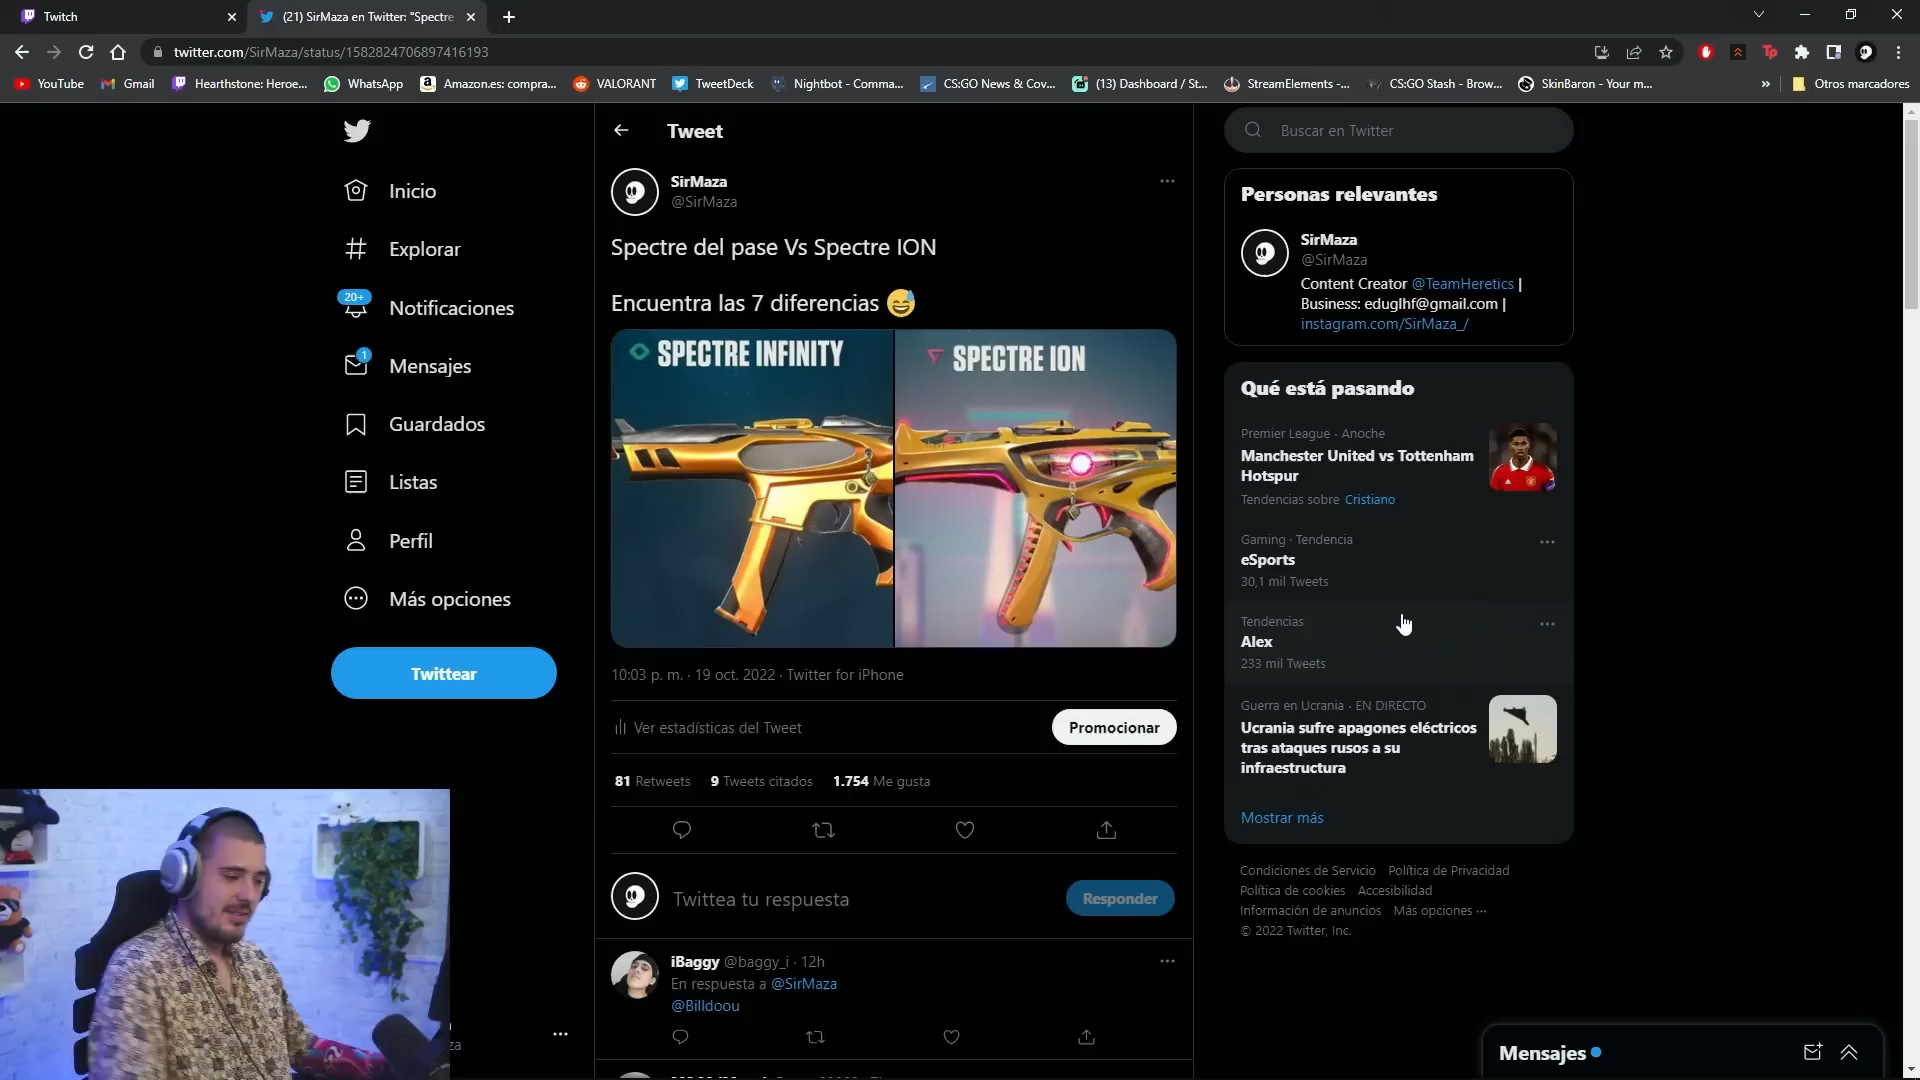 Twitch
(21) SirMaza en Twitter: "Spectre
twitter.com/SirMaza/status/1582824706897416193
YouTube
Gmail
Hearthstone: Heroe...
WhatsApp
Amazon.es: compra...
VALORANT
TweetDeck
Nightbot - Comma...
CS:GO News & Cov...
(13) Dashboard / St...
StreamElements -...
CS:GO Stash - Brow...
SkinBaron - Your m...
»
Otros marcadores
Inicio
Explorar
20+
Notificaciones
1
Mensajes
Guardados
Listas
Perfil
Más opciones
Twittear
Tweet
SirMaza
@SirMaza
Spectre del pase Vs Spectre ION
Encuentra las 7 diferencias 😅
SPECTRE INFINITY
SPECTRE ION
10:03 p. m. · 19 oct. 2022 · Twitter for iPhone
Ver estadísticas del Tweet
Promocionar
81 Retweets 9 Tweets citados 1.754 Me gusta
Twittea tu respuesta
Responder
iBaggy @baggy_i · 12h
En respuesta a @SirMaza
@Billdoou
Buscar en Twitter
Personas relevantes
SirMaza
@SirMaza
Content Creator @TeamHeretics |
Business: eduglhf@gmail.com |
instagram.com/SirMaza_/
Qué está pasando
Premier League · Anoche
Manchester United vs Tottenham
Hotspur
Tendencias sobre Cristiano
Gaming · Tendencia
eSports
30,1 mil Tweets
Tendencias
Alex
233 mil Tweets
Guerra en Ucrania · EN DIRECTO
Ucrania sufre apagones eléctricos
tras ataques rusos a su
infraestructura
Mostrar más
Condiciones de Servicio Política de Privacidad
Política de cookies Accesibilidad
Información de anuncios Más opciones ···
© 2022 Twitter, Inc.
Mensajes
za